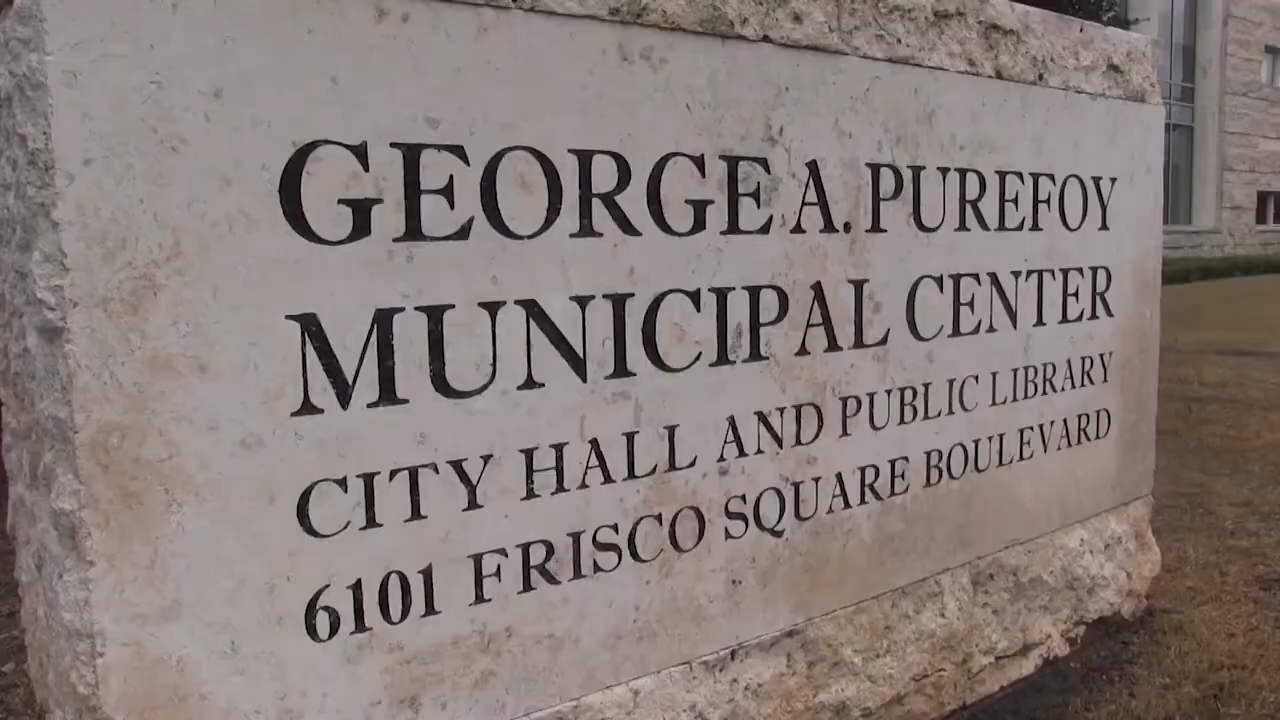 GEORGE A. PUREFOY
MUNICIPAL CENTER
CITY HALL AND PUBLIC LIBRARY
6101 FRISCO SQUARE BOULEVARD